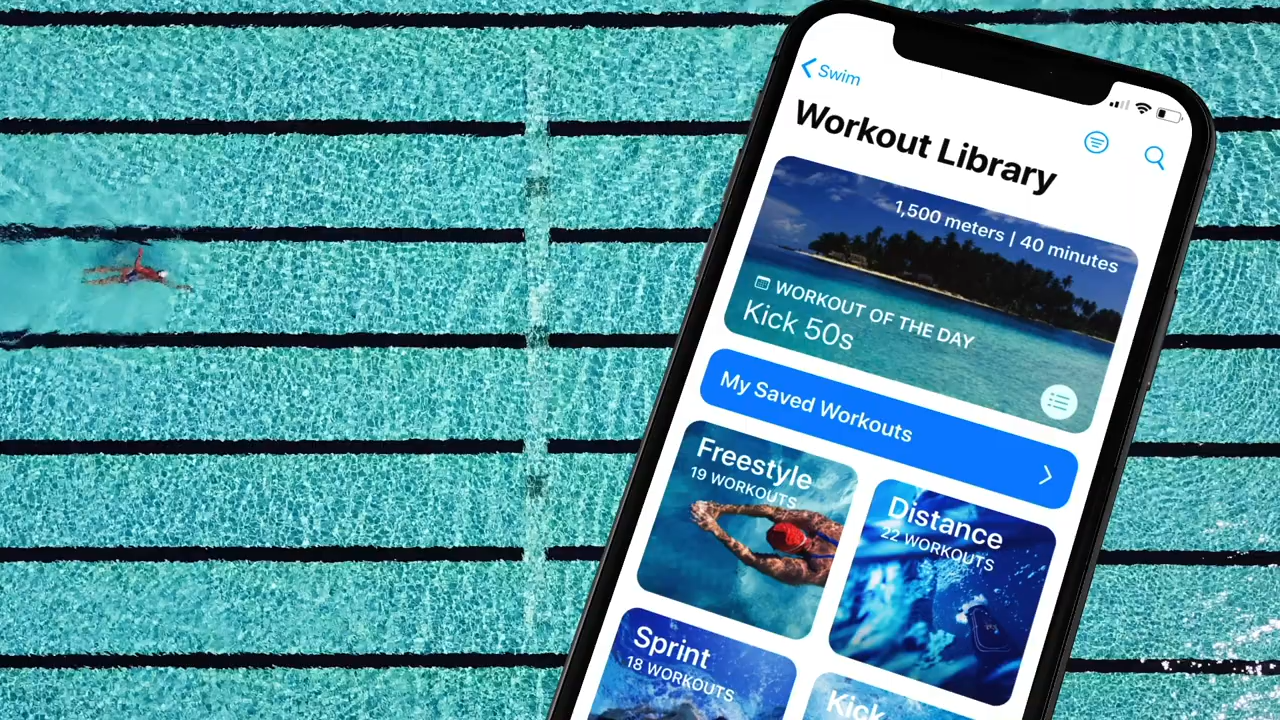 Swim
Workout Library
1,500 meters | 40 minutes
WORKOUT OF THE DAY
Kick 50s
My Saved Workouts
Freestyle
19 WORKOUTS
Distance
22 WORKOUTS
Sprint
18 WORKOUTS
Kick